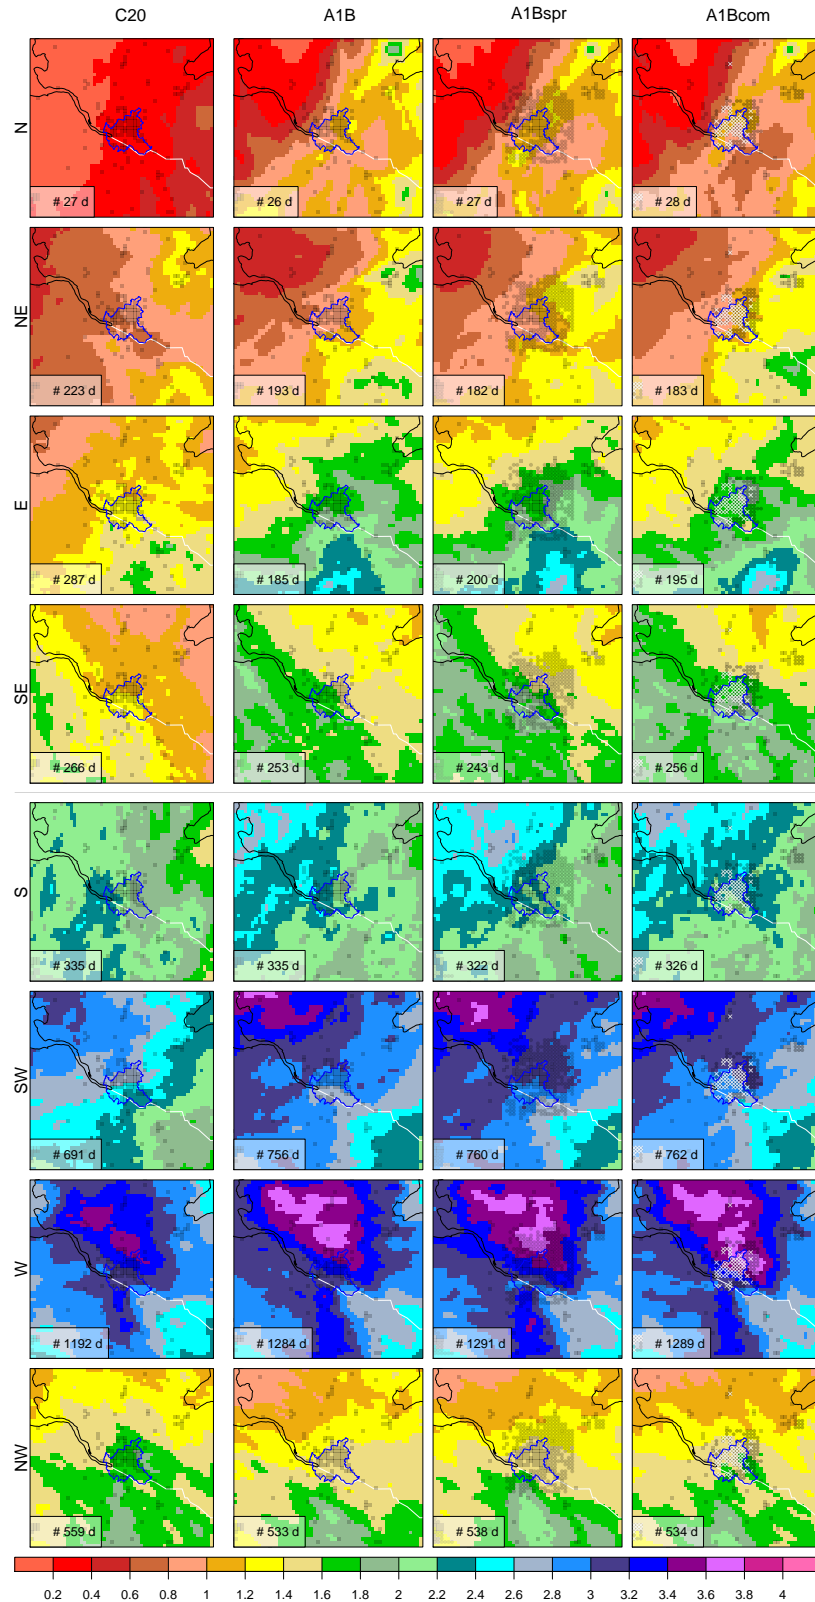 C20 A1B A1Bspr A1Bcom
N
# 27 d # 26 d # 27 d # 28 d
NE
# 223 d # 193 d # 182 d # 183 d
E
# 287 d # 185 d # 200 d # 195 d
SE
# 266 d # 253 d # 243 d # 256 d
S
# 335 d # 335 d # 322 d # 326 d
SW
# 691 d # 756 d # 760 d # 762 d
W
# 1192 d # 1284 d # 1291 d # 1289 d
NW
# 559 d # 533 d # 538 d # 534 d
0.2 0.4 0.6 0.8 1 1.2 1.4 1.6 1.8 2 2.2 2.4 2.6 2.8 3 3.2 3.4 3.6 3.8 4